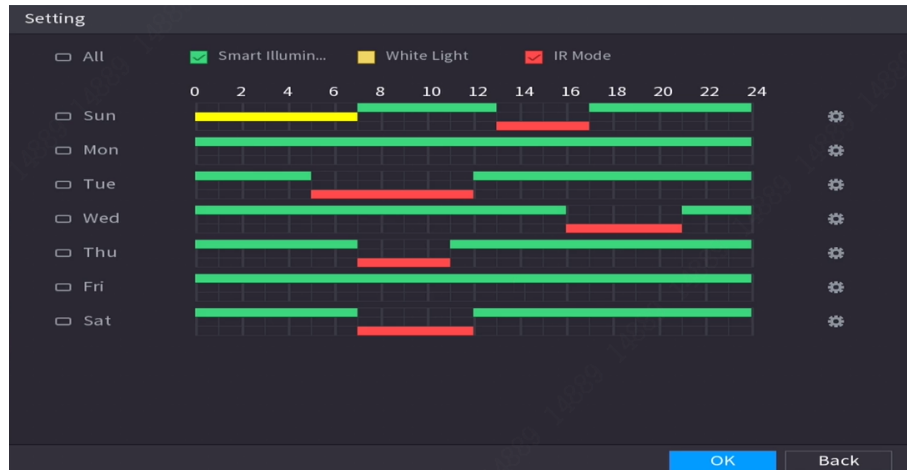 Setting
All Smart Illumin... White Light IR Mode
0 2 4 6 8 10 12 14 16 18 20 22 24
Sun
Mon
Tue
Wed
Thu
Fri
Sat
OK Back